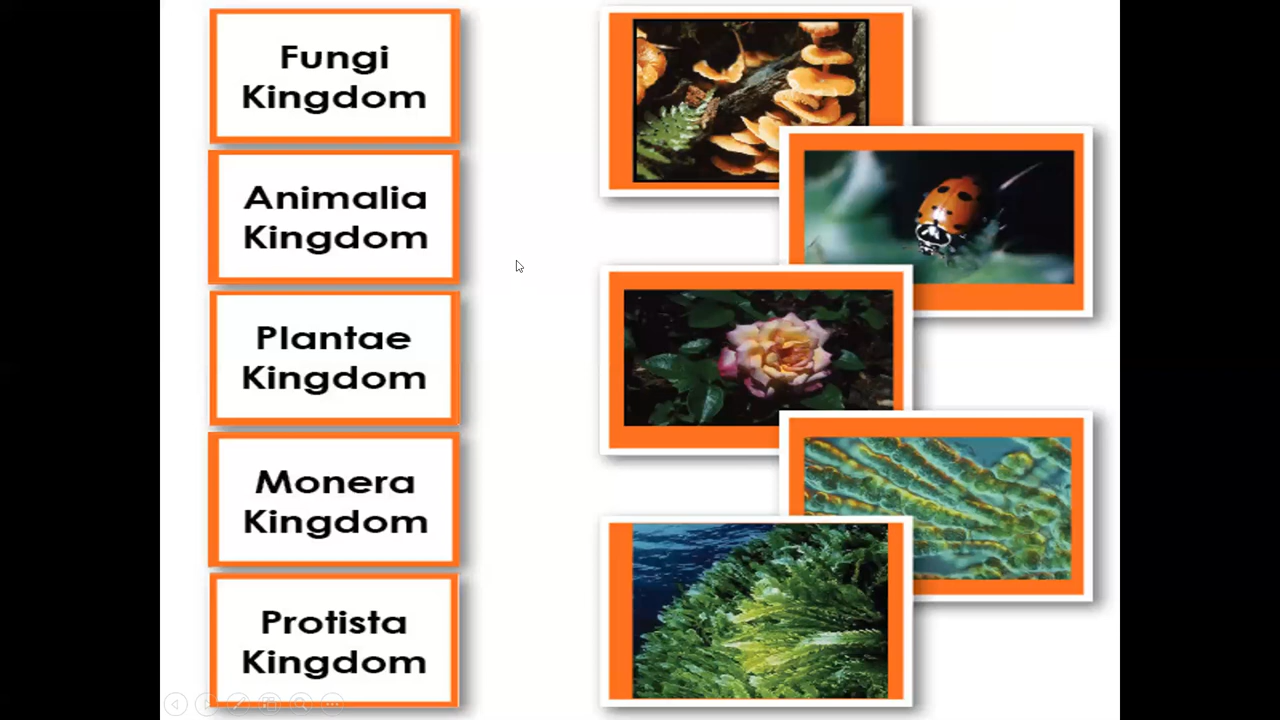 Fungi
Kingdom
Animalia
Kingdom
Plantae
Kingdom
Monera
Kingdom
Protista
Kingdom